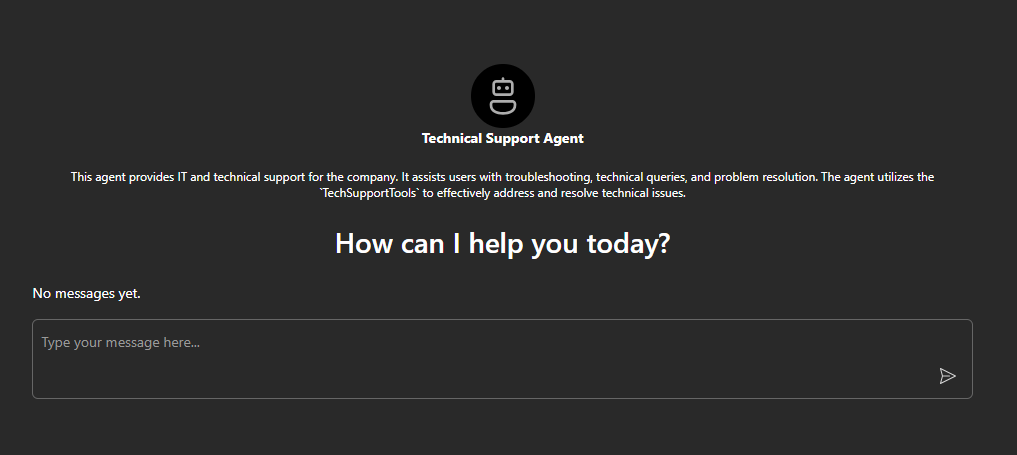 Technical Support Agent
This agent provides IT and technical support for the company. It assists users with troubleshooting, technical queries, and problem resolution. The agent utilizes the
`TechSupportTools` to effectively address and resolve technical issues.
How can I help you today?
No messages yet.
Type your message here...